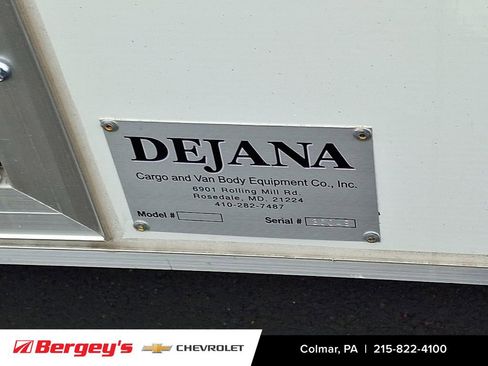 DEJANA
Cargo and Van Body Equipment Co., Inc.
6901 Rolling Mill Rd.
Rosedale, MD. 21224
410-282-7487
Model # Serial #
Bergey's CHEVROLET Colmar, PA | 215-822-4100